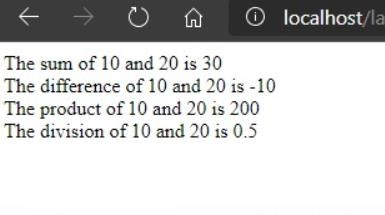 localhost/la
The sum of 10 and 20 is 30
The difference of 10 and 20 is -10
The product of 10 and 20 is 200
The division of 10 and 20 is 0.5